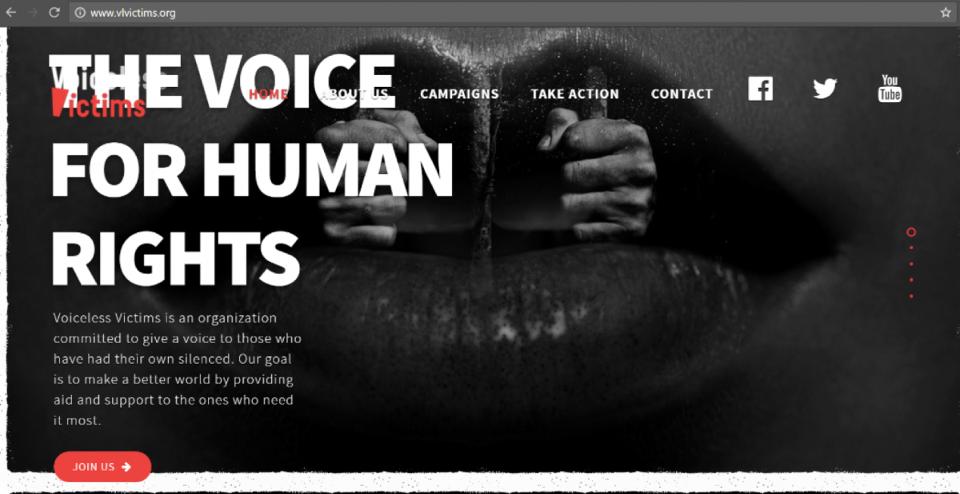 www.vlvictims.org
Voiceless
Victims
HOME
ABOUT US
CAMPAIGNS
TAKE ACTION
CONTACT
You
Tube
THE VOICE
FOR HUMAN
RIGHTS
Voiceless Victims is an organization
committed to give a voice to those who
have had their own silenced. Our goal
is to make a better world by providing
aid and support to the ones who need
it most.
JOIN US